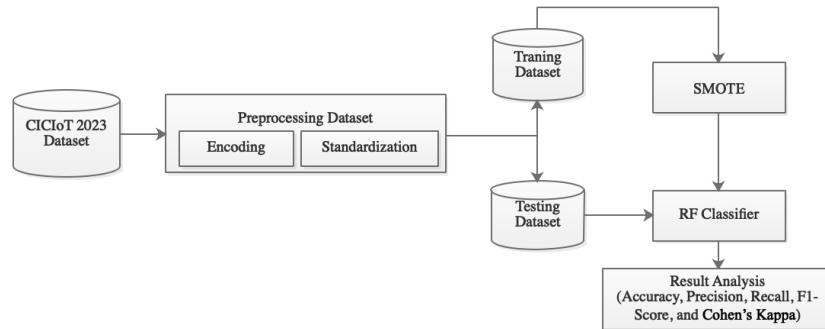 CICIoT 2023
Dataset
Preprocessing Dataset
Encoding
Standardization
Traning
Dataset
SMOTE
Testing
Dataset
RF Classifier
Result Analysis
(Accuracy, Precision, Recall, F1-
Score, and Cohen's Kappa)